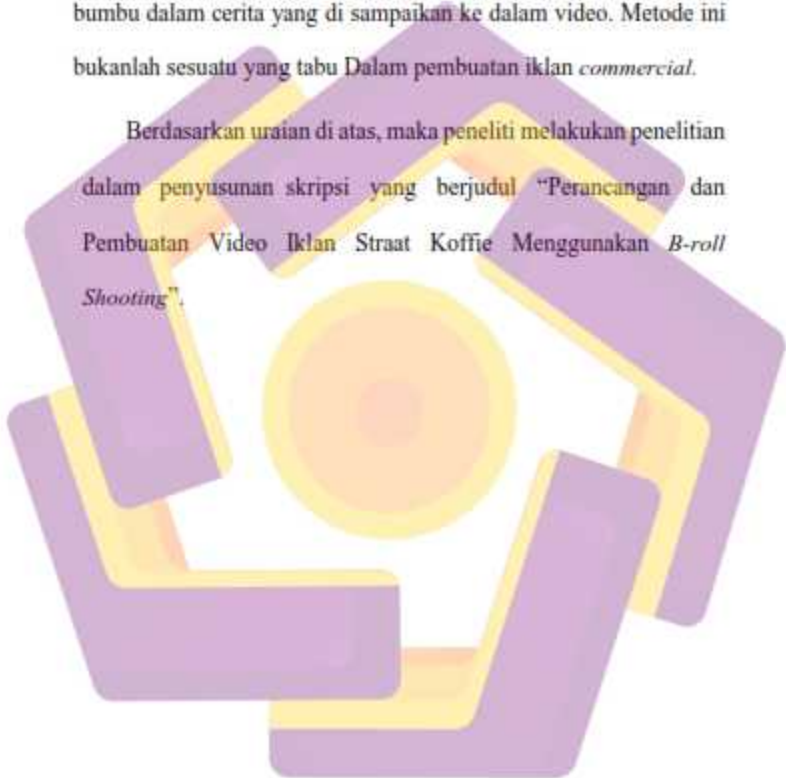 bumbu dalam cerita yang di sampaikan ke dalam video. Metode ini
bukanlah sesuatu yang tabu Dalam pembuatan iklan commercial.
Berdasarkan uraian di atas, maka peneliti melakukan penelitian
dalam penyusunan skripsi yang berjudul “Perancangan dan
Pembuatan Video Iklan Straat Koffie Menggunakan B-roll
Shooting”.